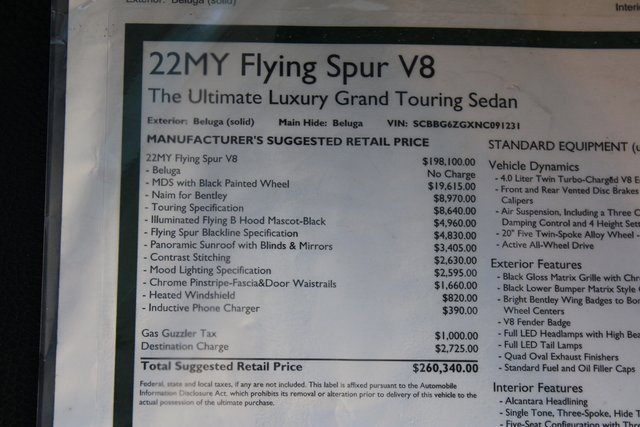 Exterior: Beluga (solid)
Interi
22MY Flying Spur V8
The Ultimate Luxury Grand Touring Sedan
Exterior: Beluga (solid) Main Hide: Beluga VIN: SCBBG6ZGXNC091231
MANUFACTURER'S SUGGESTED RETAIL PRICE
22MY Flying Spur V8 $198,100.00
- Beluga No Charge
- MDS with Black Painted Wheel $19,615.00
- Naim for Bentley $8,970.00
- Touring Specification $8,640.00
- Illuminated Flying B Hood Mascot-Black $4,960.00
- Flying Spur Blackline Specification $4,830.00
- Panoramic Sunroof with Blinds & Mirrors $3,405.00
- Contrast Stitching $2,630.00
- Mood Lighting Specification $2,595.00
- Chrome Pinstripe-Fascia&Door Waistrails $1,660.00
- Heated Windshield $820.00
- Inductive Phone Charger $390.00
Gas Guzzler Tax $1,000.00
Destination Charge $2,725.00
Total Suggested Retail Price $260,340.00
Federal, state and local taxes, if any are not included. This label is affixed pursuant to the Automobile
Information Disclosure Act, which prohibits its removal or alteration prior to delivery of this vehicle to the
actual possession of the ultimate purchase.
STANDARD EQUIPMENT (u
Vehicle Dynamics
- 4.0 Liter Twin Turbo-Charged V8 E
- Front and Rear Vented Disc Brakes
Calipers
- Air Suspension, Including a Three C
Damping Control and 4 Height Sett
- 20" Five Twin-Spoke Alloy Wheel -
- Active All-Wheel Drive
Exterior Features
- Black Gloss Matrix Grille with Chr
- Black Lower Bumper Matrix Style
- Bright Bentley Wing Badges to Bon
Wheel Centers
- V8 Fender Badge
- Full LED Headlamps with High Bea
- Full LED Tail Lamps
- Quad Oval Exhaust Finishers
- Standard Fuel and Oil Filler Caps
Interior Features
- Alcantara Headlining
- Single Tone, Three-Spoke, Hide T
- Five-Seat Configuration with Thr